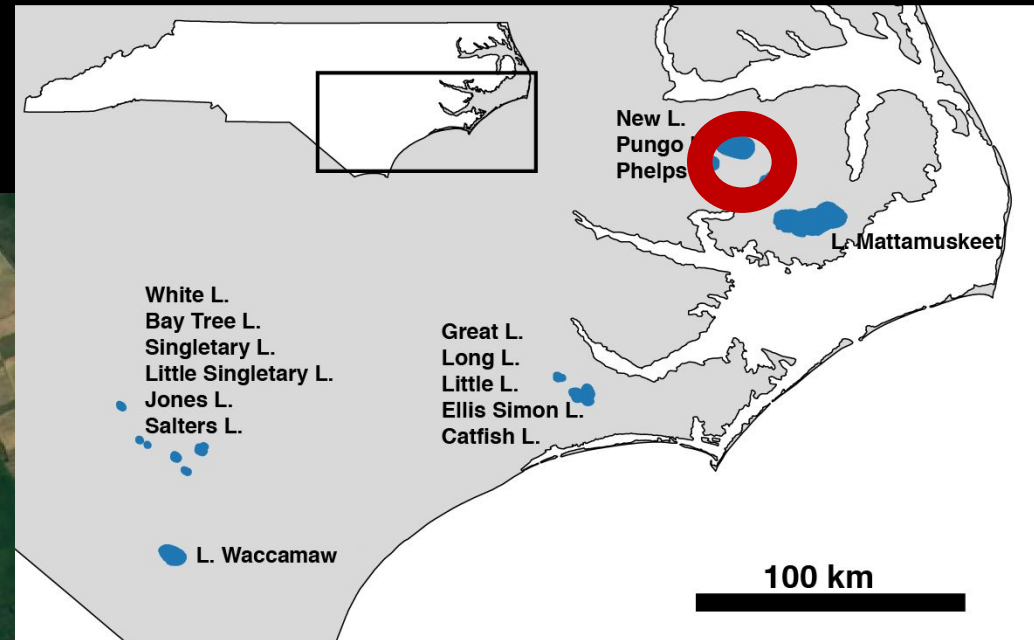 New L.
Pungo
Phelps
L. Mattamuskeet
White L.
Bay Tree L.
Singletary L.
Little Singletary L.
Jones L.
Salters L.
Great L.
Long L.
Little L.
Ellis Simon L.
Catfish L.
L. Waccamaw
100 km